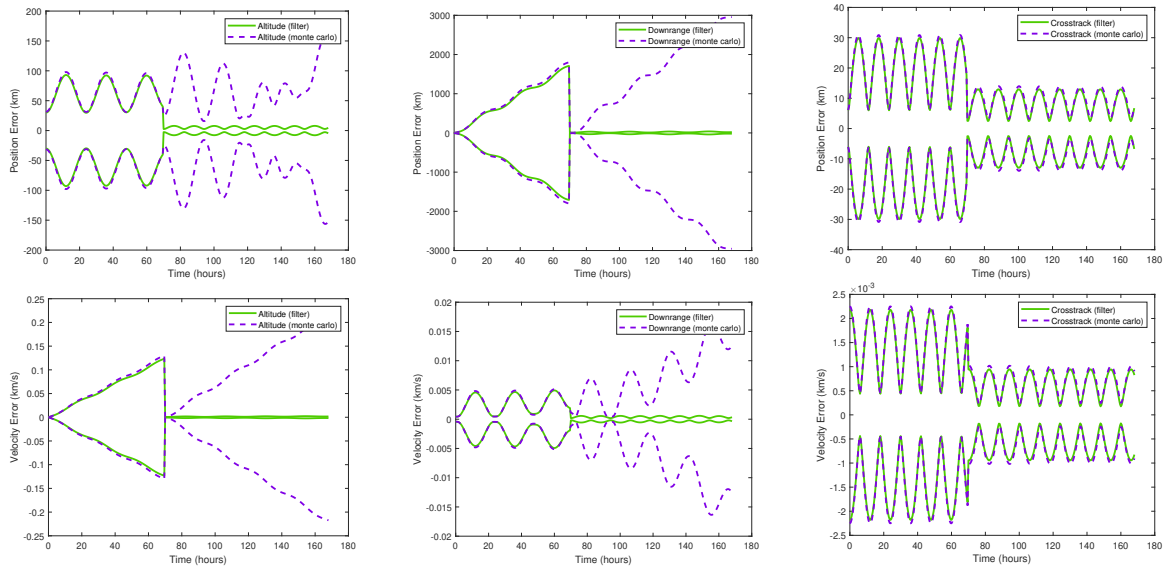 Position Error (km)
200
150
100
50
0
-50
-100
-150
-200
0 20 40 60 80 100 120 140 160 180
Time (hours)
Altitude (filter)
Altitude (monte carlo)
Position Error (km)
3000
2000
1000
0
-1000
-2000
-3000
0 20 40 60 80 100 120 140 160 180
Time (hours)
Downrange (filter)
Downrange (monte carlo)
Position Error (km)
40
30
20
10
0
-10
-20
-30
-40
0 20 40 60 80 100 120 140 160 180
Time (hours)
Crosstrack (filter)
Crosstrack (monte carlo)
Velocity Error (km/s)
0.25
0.2
0.15
0.1
0.05
0
-0.05
-0.1
-0.15
-0.2
-0.25
0 20 40 60 80 100 120 140 160 180
Time (hours)
Altitude (filter)
Altitude (monte carlo)
Velocity Error (km/s)
0.02
0.015
0.01
0.005
0
-0.005
-0.01
-0.015
-0.02
0 20 40 60 80 100 120 140 160 180
Time (hours)
Downrange (filter)
Downrange (monte carlo)
Velocity Error (km/s)
× 10⁻³
2.5
2
1.5
1
0.5
0
-0.5
-1
-1.5
-2
-2.5
0 20 40 60 80 100 120 140 160 180
Time (hours)
Crosstrack (filter)
Crosstrack (monte carlo)